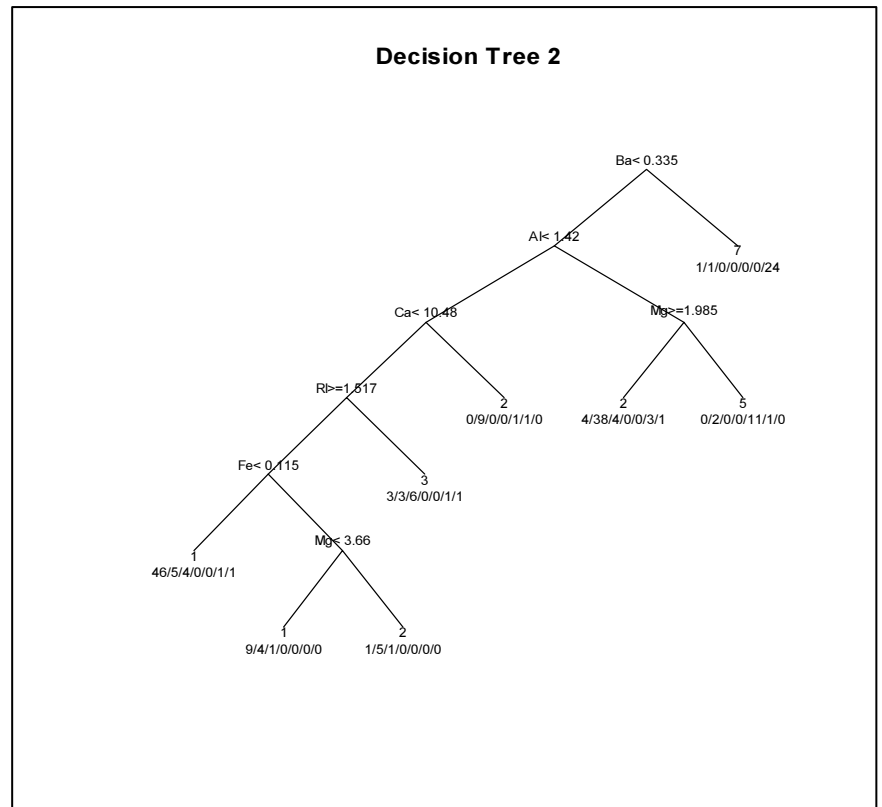 Decision Tree 2
Ba< 0.335
Al< 1.42
7
1/1/0/0/0/0/24
Ca< 10.48
Mg>=1.985
RI>=1.517
2
0/9/0/0/1/1/0
2
4/38/4/0/0/3/1
5
0/2/0/0/11/1/0
Fe< 0.115
3
3/3/6/0/0/1/1
1
46/5/4/0/0/1/1
Mg< 3.66
1
9/4/1/0/0/0/0
2
1/5/1/0/0/0/0